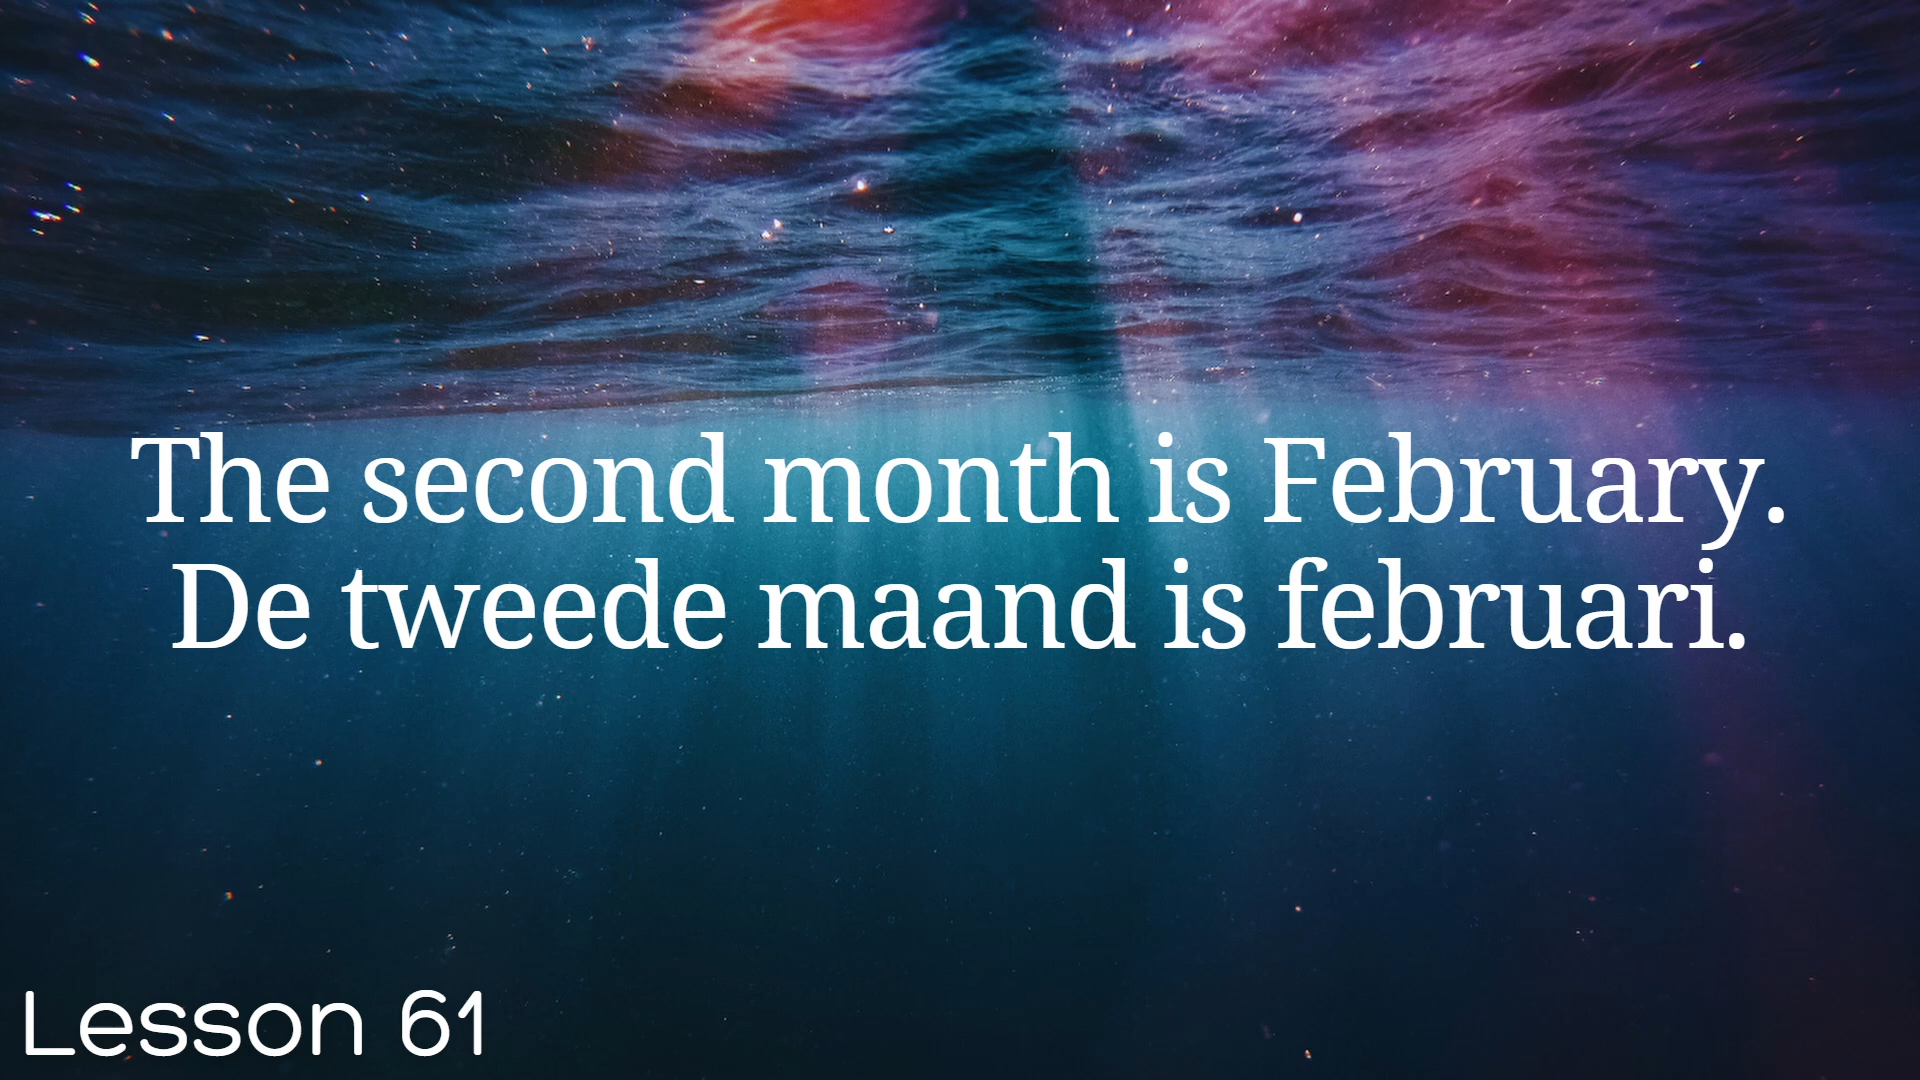 The second month is February.
De tweede maand is februari.
Lesson 61